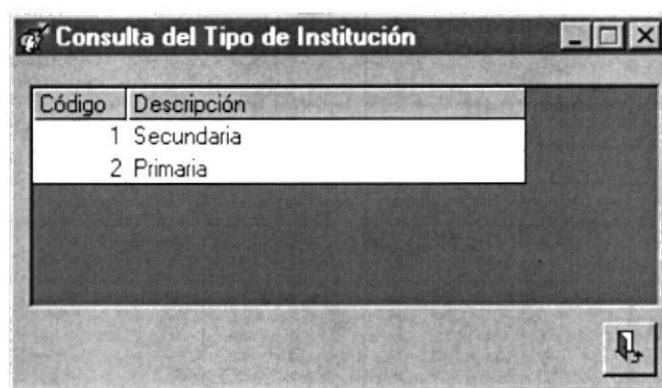 Consulta del Tipo de Institución
Código Descripción
1 Secundaria
2 Primaria